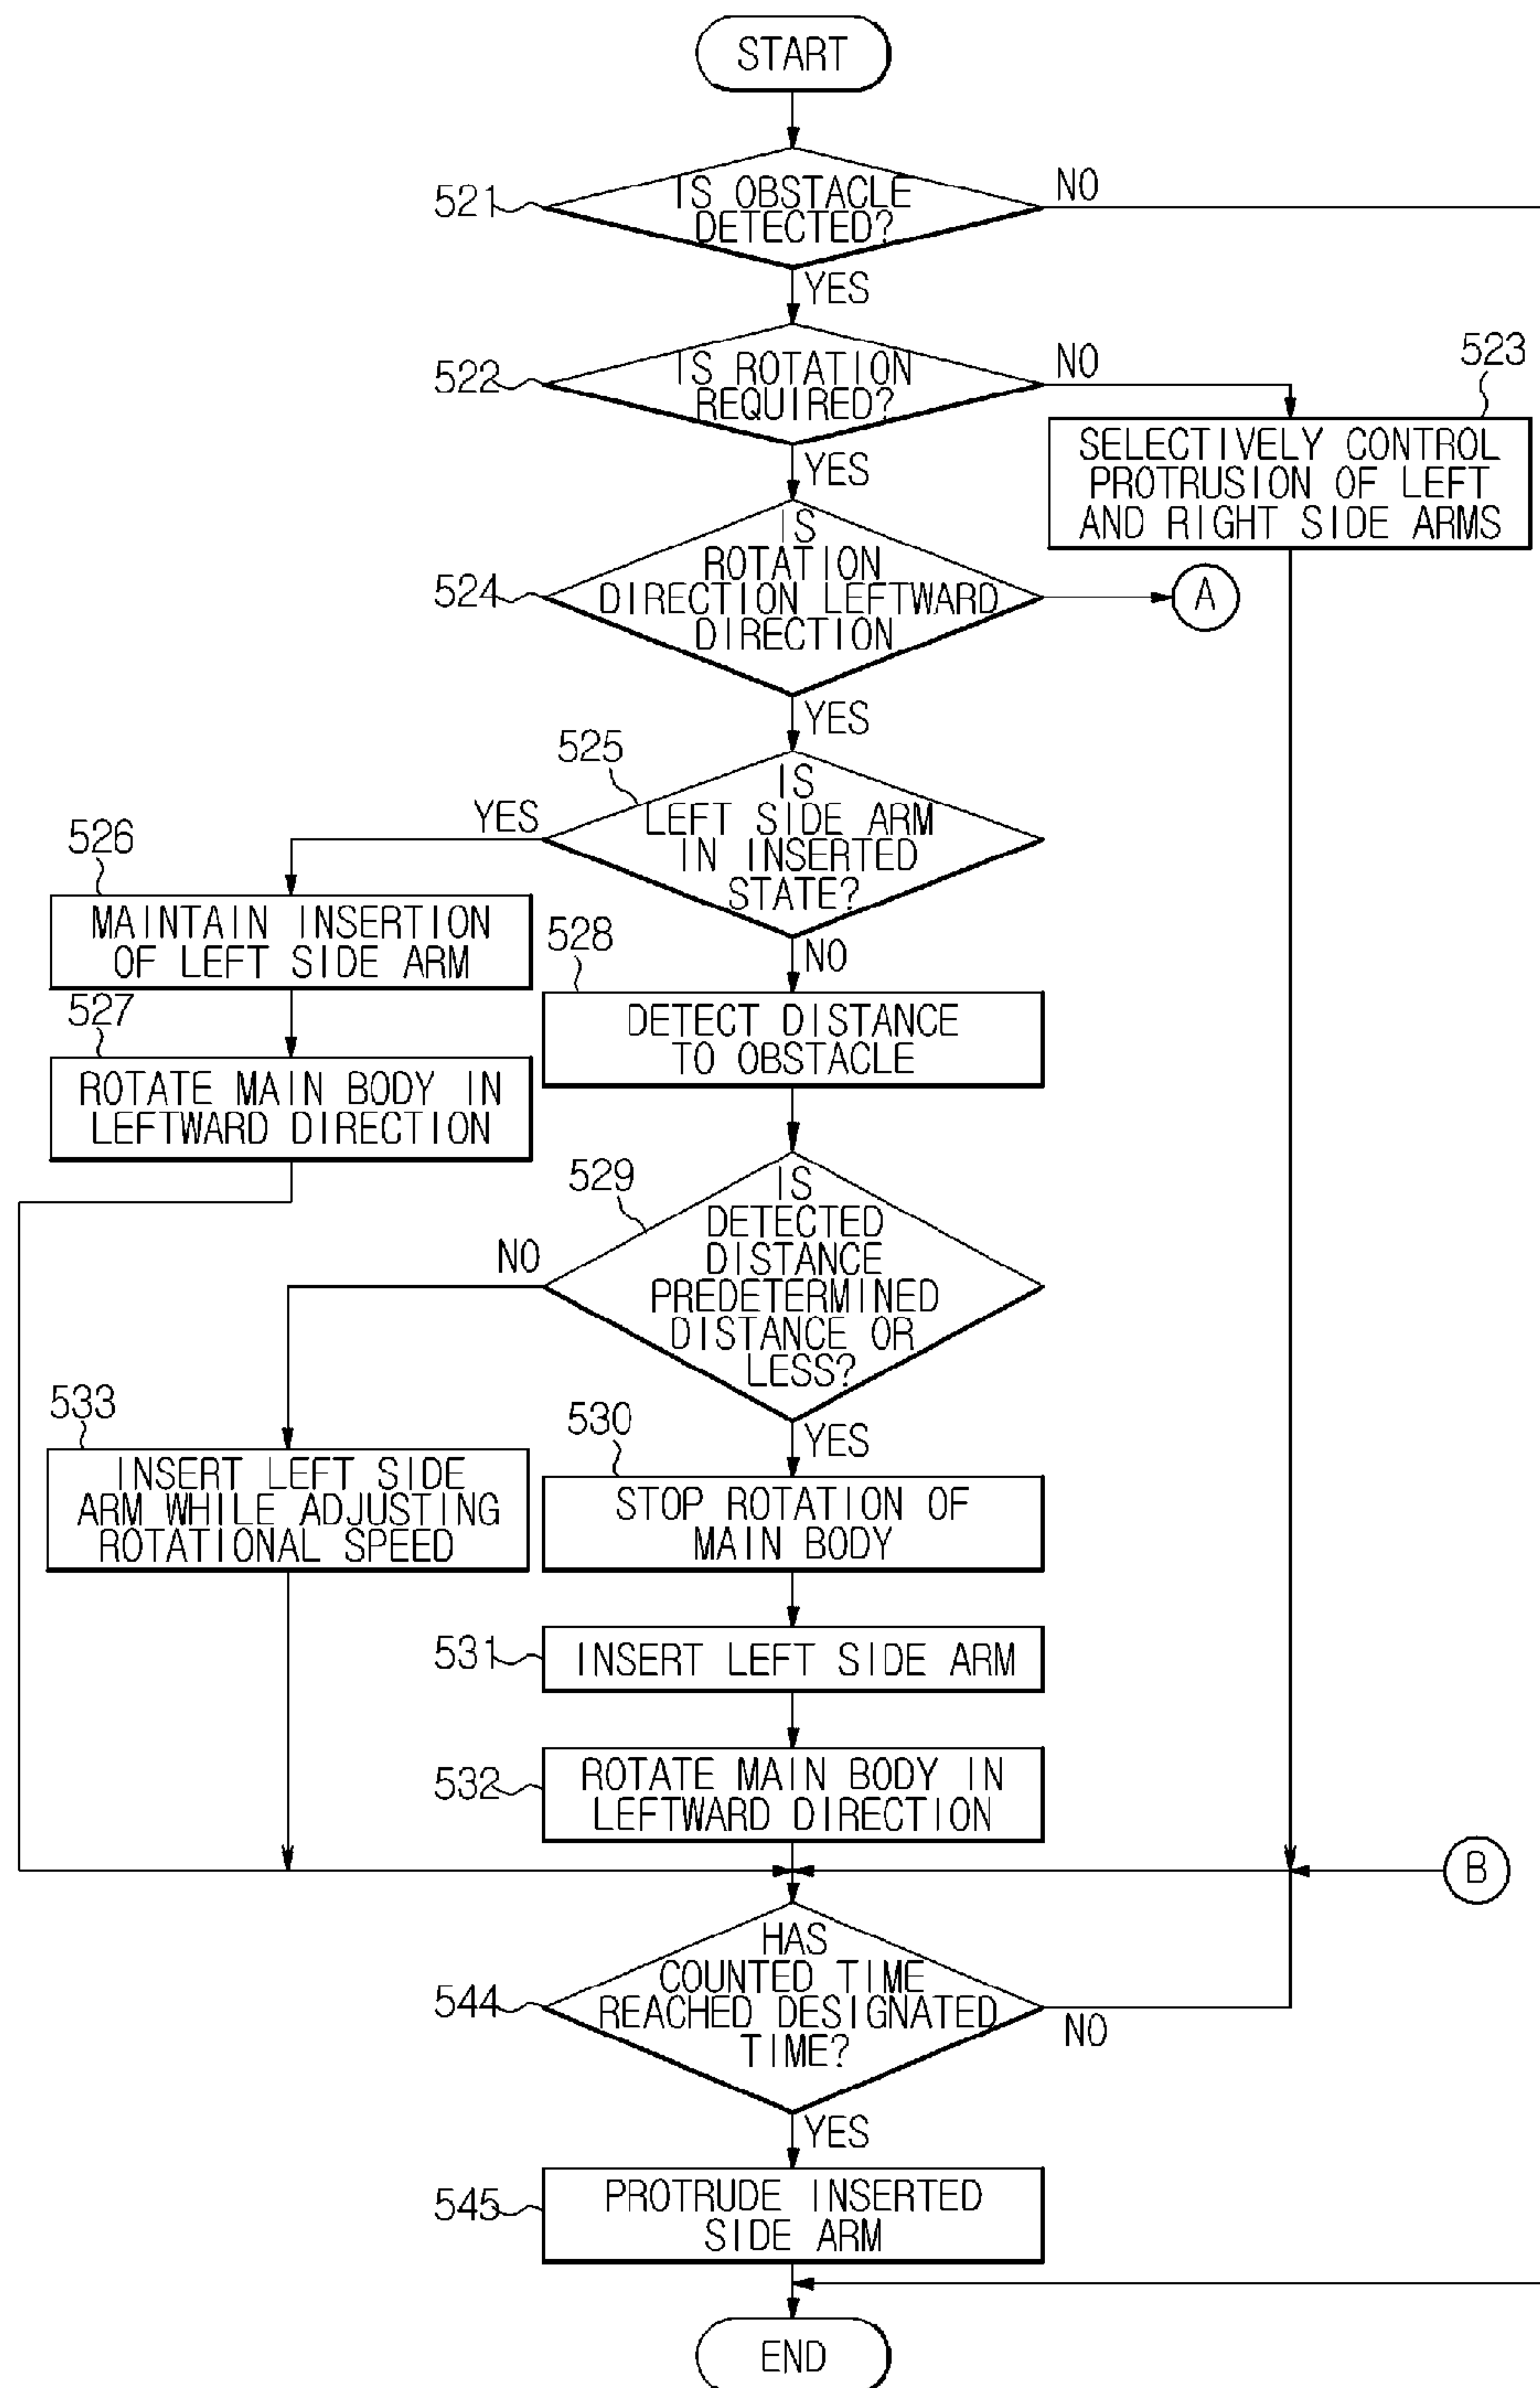 START
521
IS OBSTACLE
DETECTED?
NO
YES
522
IS ROTATION
REQUIRED?
NO
523
SELECTIVELY CONTROL
PROTRUSION OF LEFT
AND RIGHT SIDE ARMS
YES
524
IS
ROTATION
DIRECTION LEFTWARD
DIRECTION
A
YES
525
IS
LEFT SIDE ARM
IN INSERTED
STATE?
YES
526
MAINTAIN INSERTION
OF LEFT SIDE ARM
527
ROTATE MAIN BODY IN
LEFTWARD DIRECTION
NO
528
DETECT DISTANCE
TO OBSTACLE
529
IS
DETECTED
DISTANCE
PREDETERMINED
DISTANCE OR
LESS?
NO
533
INSERT LEFT SIDE
ARM WHILE ADJUSTING
ROTATIONAL SPEED
YES
530
STOP ROTATION OF
MAIN BODY
531
INSERT LEFT SIDE ARM
532
ROTATE MAIN BODY IN
LEFTWARD DIRECTION
B
544
HAS
COUNTED TIME
REACHED DESIGNATED
TIME?
NO
YES
545
PROTRUDE INSERTED
SIDE ARM
END